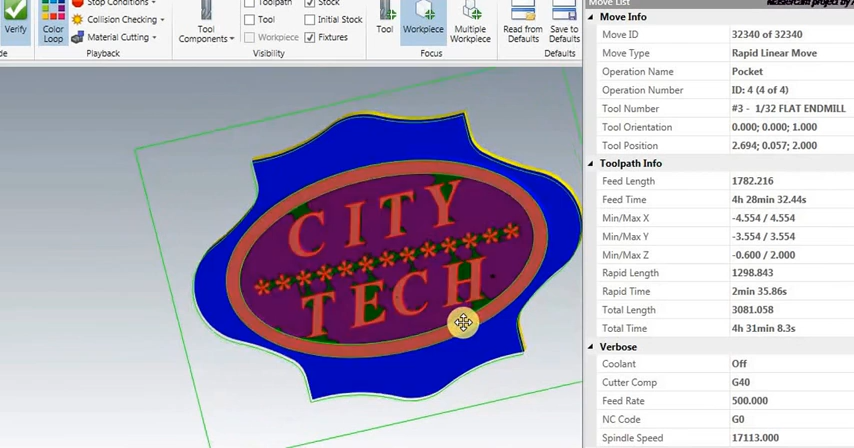 Verify
Color Loop
Stop Conditions
Collision Checking
Material Cutting
Playback
Tool Components
Toolpath
Tool
Workpiece
Stock
Initial Stock
Fixtures
Visibility
Tool
Workpiece
Multiple Workpiece
Focus
Read from Defaults
Save to Defaults
Defaults
Move List
Move Info
Move ID 32340 of 32340
Move Type Rapid Linear Move
Operation Name Pocket
Operation Number ID: 4 (4 of 4)
Tool Number #3 - 1/32 FLAT ENDMILL
Tool Orientation 0.000; 0.000; 1.000
Tool Position 2.694; 0.057; 2.000
Toolpath Info
Feed Length 1782.216
Feed Time 4h 28min 32.44s
Min/Max X -4.554 / 4.554
Min/Max Y -3.554 / 3.554
Min/Max Z -0.600 / 2.000
Rapid Length 1298.843
Rapid Time 2min 35.86s
Total Length 3081.058
Total Time 4h 31min 8.3s
Verbose
Coolant Off
Cutter Comp G40
Feed Rate 500.000
NC Code G0
Spindle Speed 17113.000
CITY
*************
TECH